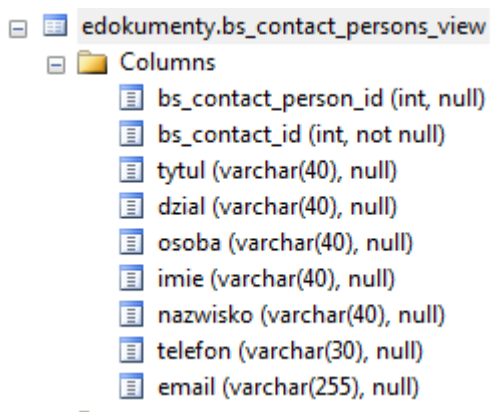 edokumenty.bs_contact_persons_view
Columns
bs_contact_person_id (int, null)
bs_contact_id (int, not null)
tytul (varchar(40), null)
dzial (varchar(40), null)
osoba (varchar(40), null)
imie (varchar(40), null)
nazwisko (varchar(40), null)
telefon (varchar(30), null)
email (varchar(255), null)